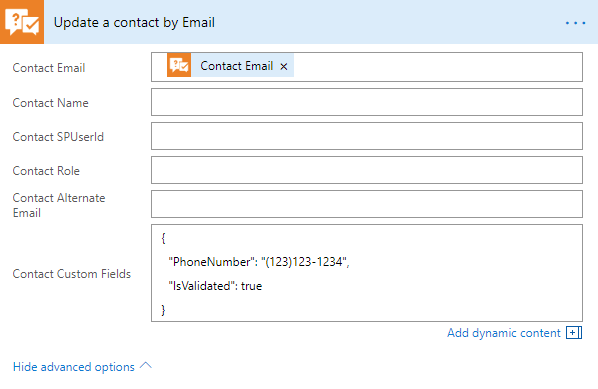 Update a contact by Email
Contact Email
Contact Email ×
Contact Name
Contact SPUserId
Contact Role
Contact Alternate
Email
Contact Custom Fields
{
"PhoneNumber": "(123)123-1234",
"IsValidated": true
}
Add dynamic content
Hide advanced options